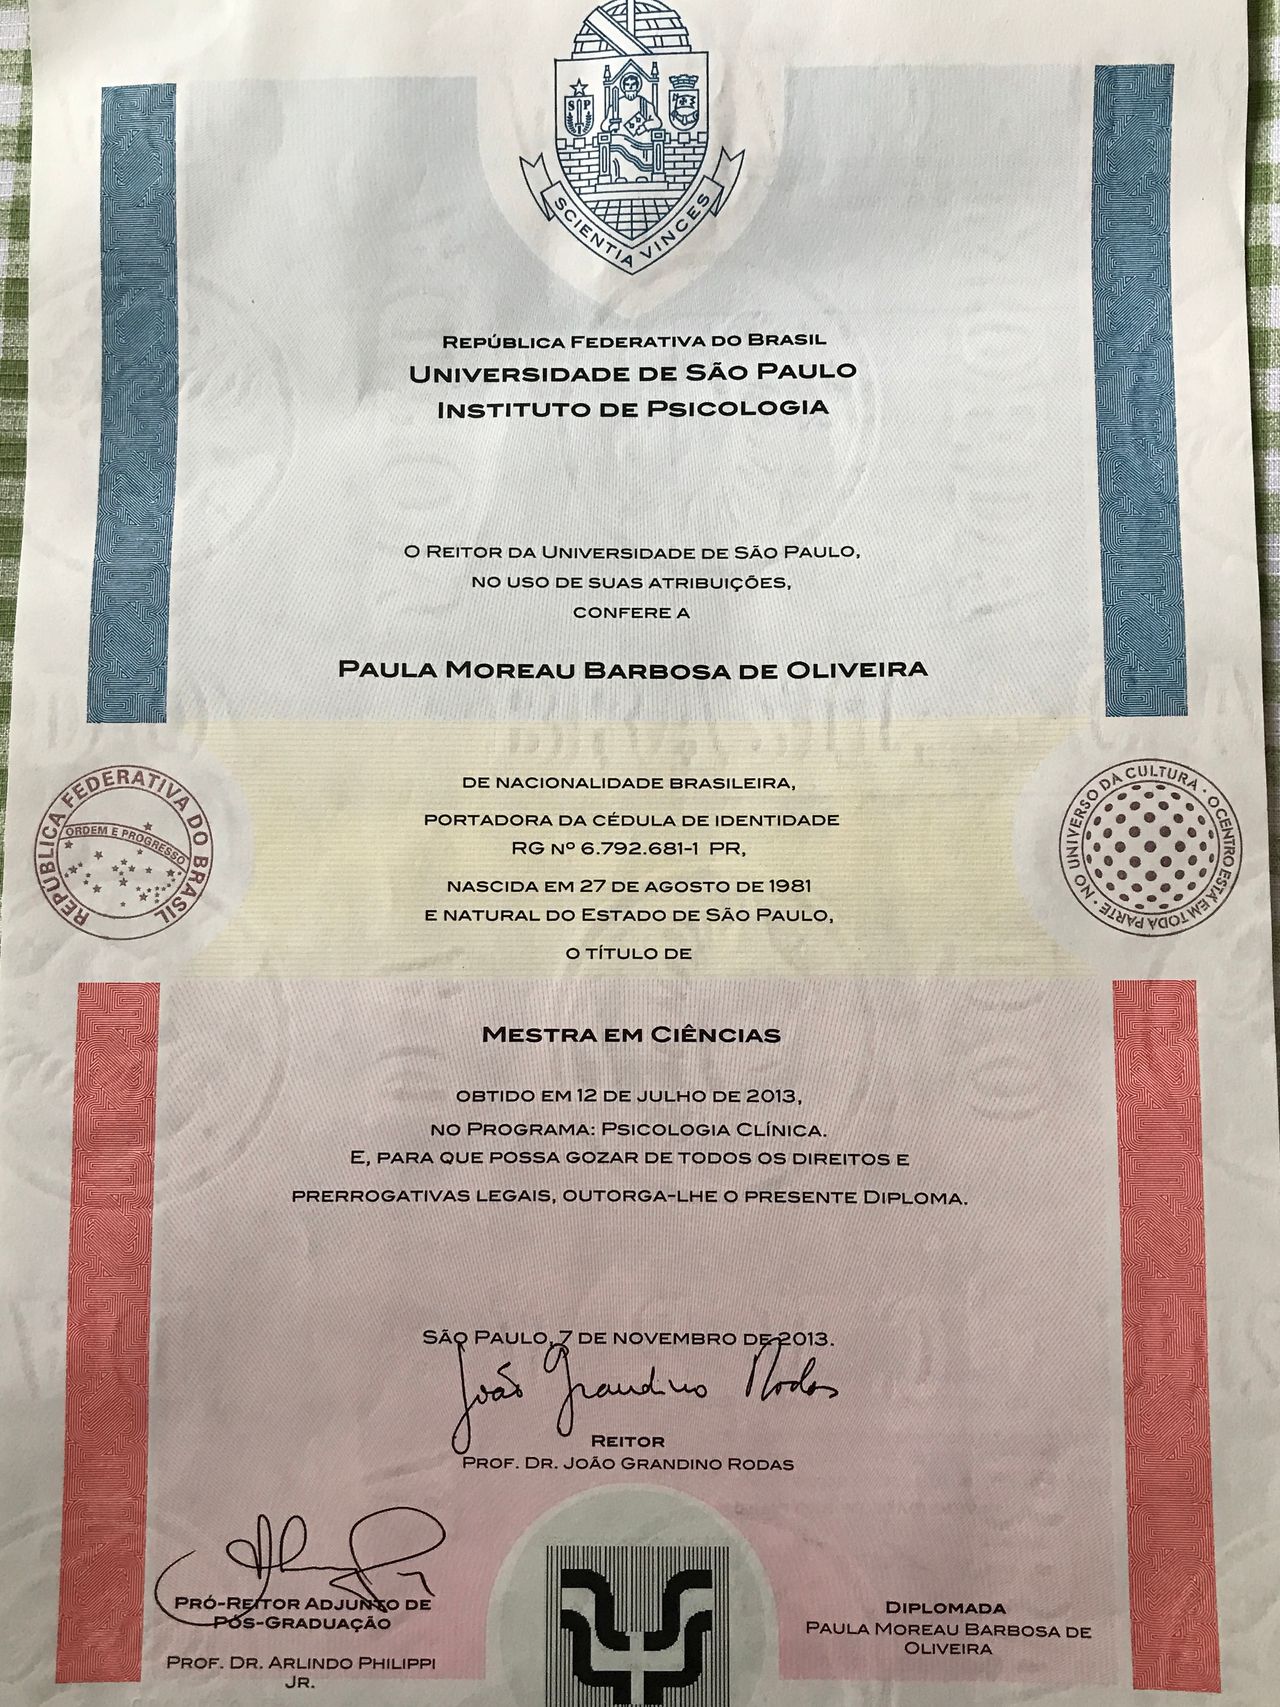 S P
SCIENTIA VINCES
República Federativa do Brasil
Universidade de São Paulo
Instituto de Psicologia
O Reitor da Universidade de São Paulo,
no uso de suas atribuições,
confere a
Paula Moreau Barbosa de Oliveira
de nacionalidade brasileira,
portadora da cédula de identidade
RG nº 6.792.681-1 PR,
nascida em 27 de agosto de 1981
e natural do Estado de São Paulo,
o título de
REPUBLICA FEDERATIVA DO BRASIL
ORDEM E PROGRESSO
NO UNIVERSO DA CULTURA · O CENTRO ESTÁ EM TODA PARTE ·
Mestra em Ciências
obtido em 12 de julho de 2013,
no Programa: Psicologia Clínica.
E, para que possa gozar de todos os direitos e
prerrogativas legais, outorga-lhe o presente Diploma.
São Paulo, 7 de novembro de 2013.
João Grandino Rodas
Reitor
Prof. Dr. João Grandino Rodas
Pró-Reitor Adjunto de
Pós-Graduação
Prof. Dr. Arlindo Philippi
Jr.
Diplomada
Paula Moreau Barbosa de
Oliveira